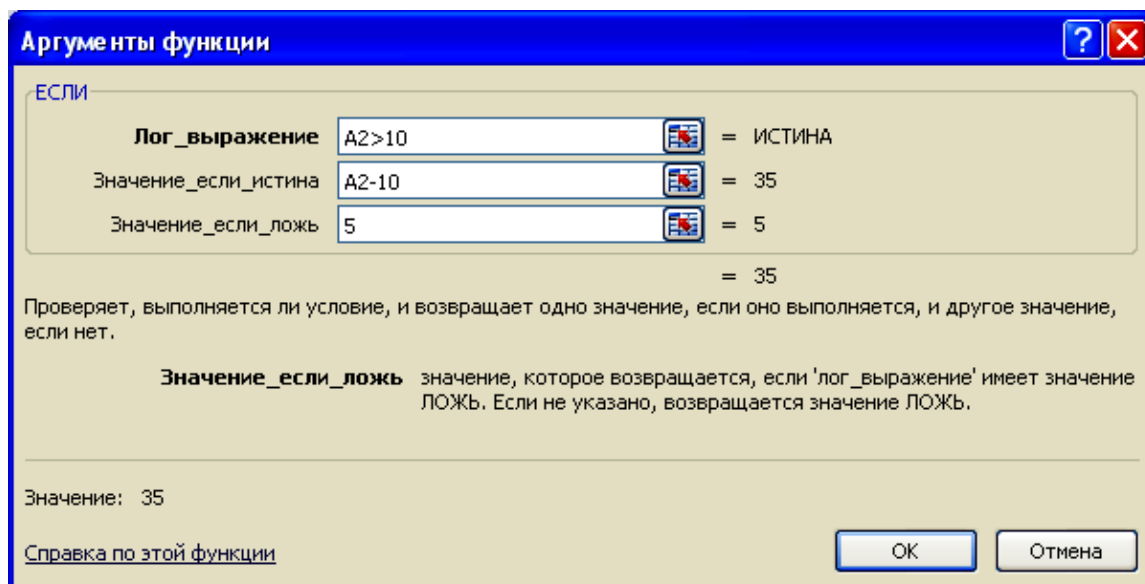 Аргументы функции
ЕСЛИ
Лог_выражение A2>10 = ИСТИНА
Значение_если_истина A2-10 = 35
Значение_если_ложь 5 = 5
= 35
Проверяет, выполняется ли условие, и возвращает одно значение, если оно выполняется, и другое значение,
если нет.
Значение_если_ложь значение, которое возвращается, если 'лог_выражение' имеет значение
ЛОЖЬ. Если не указано, возвращается значение ЛОЖЬ.
Значение: 35
Справка по этой функции ОК Отмена